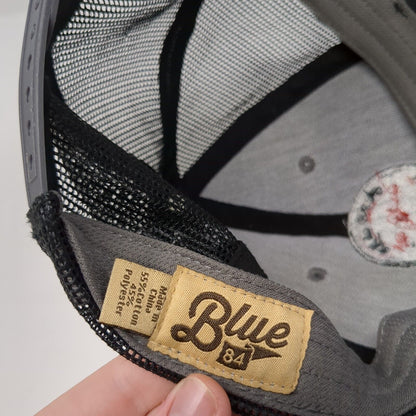 Made in
China
55% Cotton
45%
Polyester
Blue
84